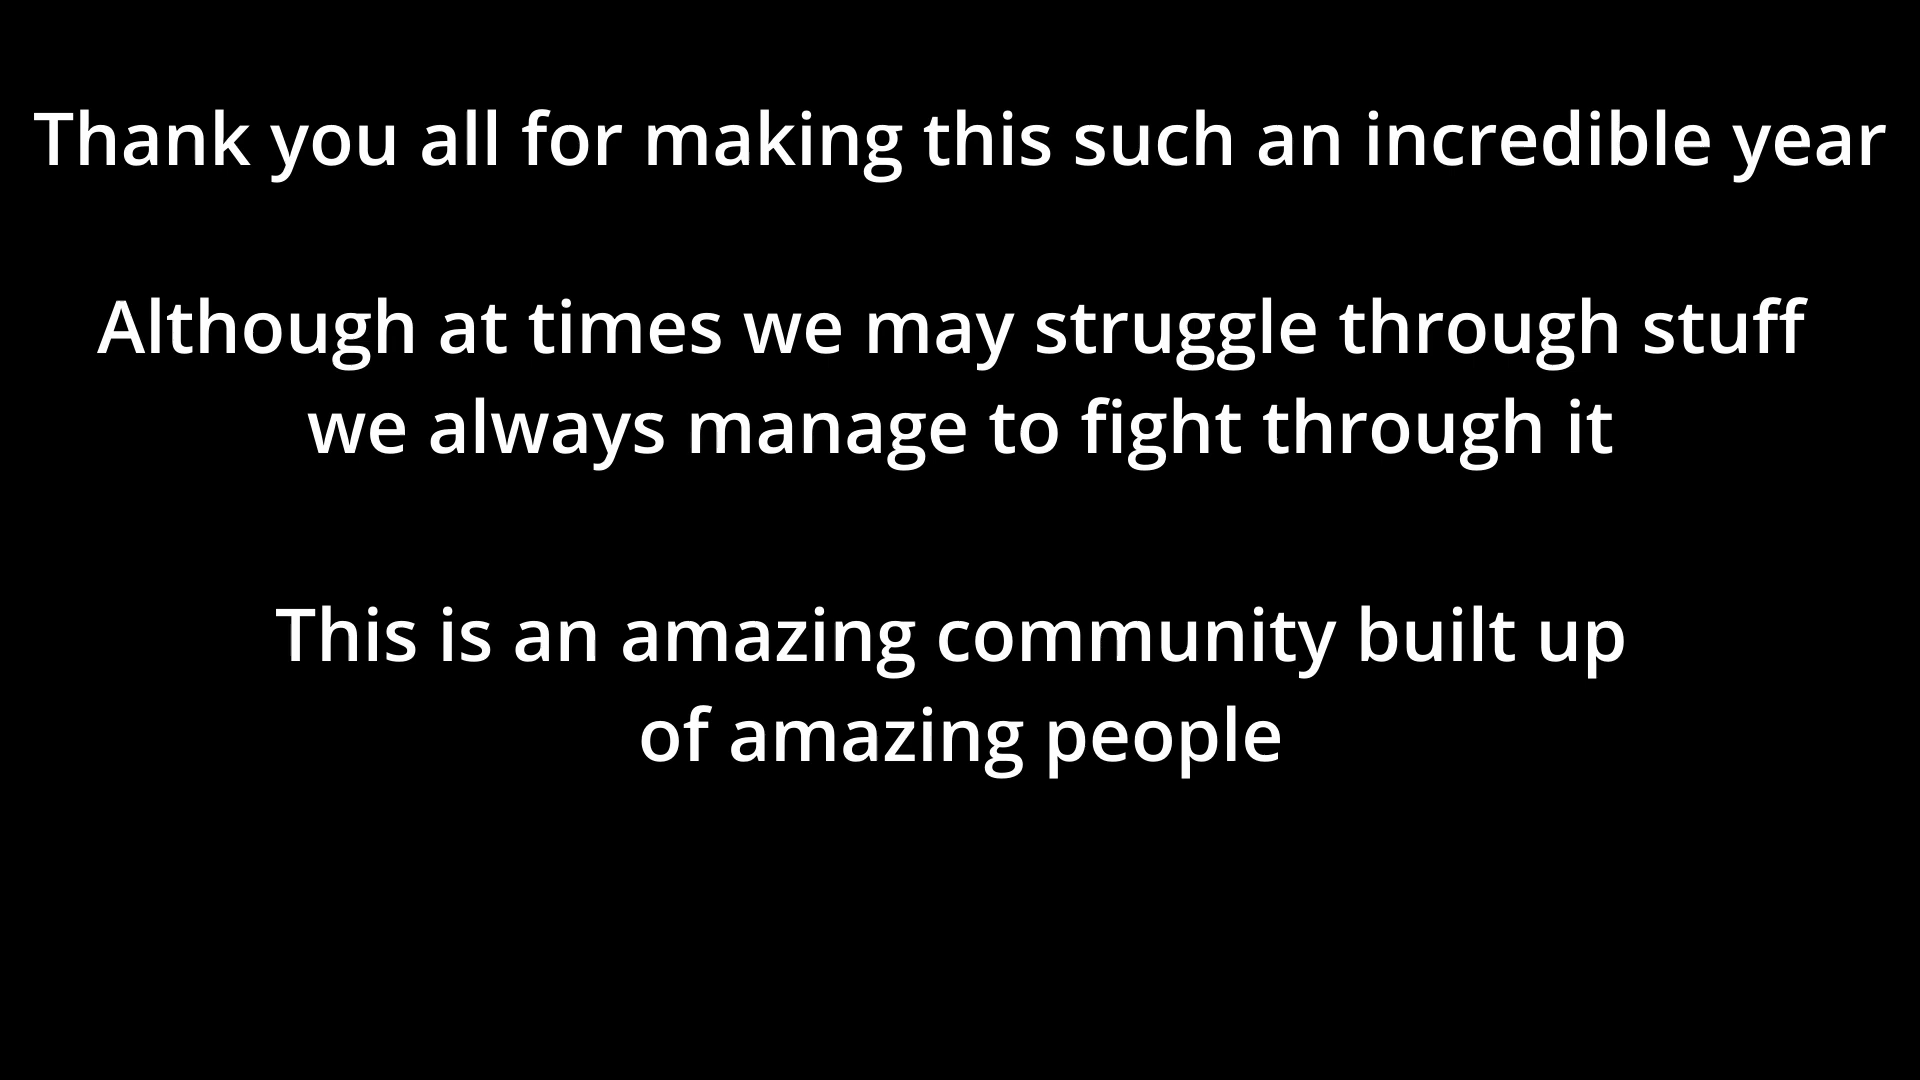 Thank you all for making this such an incredible year
Although at times we may struggle through stuff
we always manage to fight through it
This is an amazing community built up
of amazing people